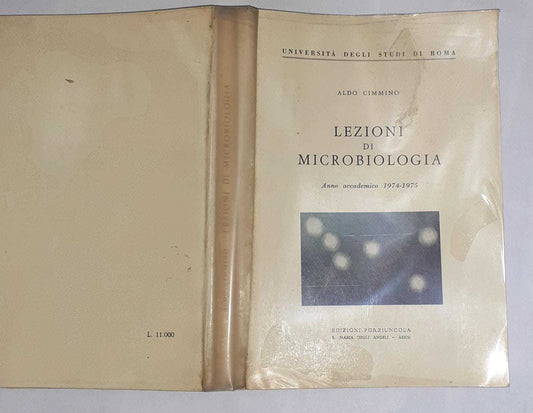 UNIVERSITÀ DEGLI STUDI DI ROMA
ALDO CIMMINO
LEZIONI
DI
MICROBIOLOGIA
Anno accademico 1974-1975
EDIZIONI PORZIUNCOLA
S. MARIA DEGLI ANGELI - ASSISI
LEZIONI DI MICROBIOLOGIA
L. 11.000